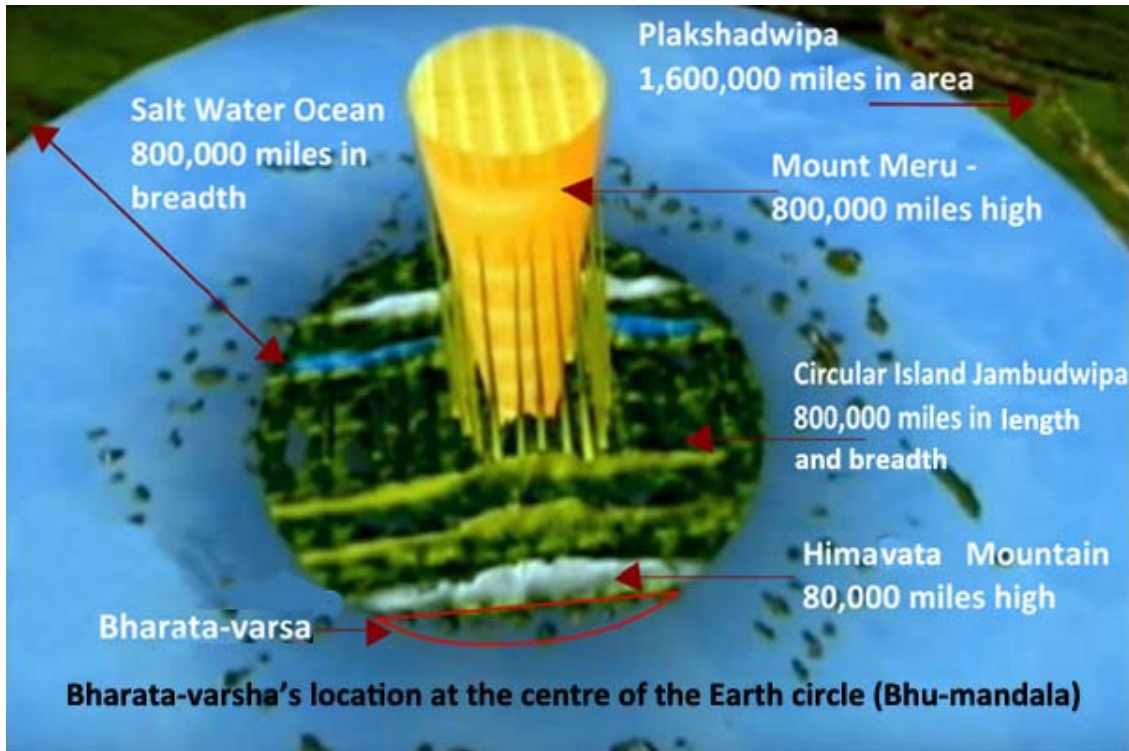 Plakshadwipa
1,600,000 miles in area
Salt Water Ocean
800,000 miles in
breadth
Mount Meru -
800,000 miles high
Circular Island Jambudwipa
800,000 miles in length
and breadth
Himavata Mountain
80,000 miles high
Bharata-varsa
Bharata-varsha's location at the centre of the Earth circle (Bhu-mandala)